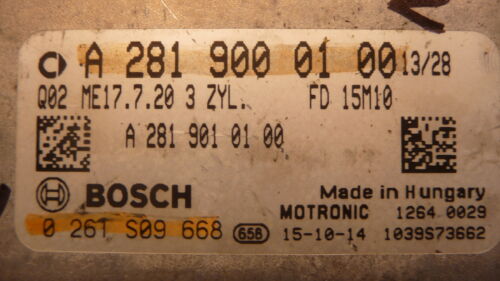 A 281 900 01 00 13/28
Q02 ME17.7.20 3 ZYL. FD 15M10
A 281 901 01 00
BOSCH
Made in Hungary
MOTRONIC 1264 0029
0 261 S09 668 658 15-10-14 1039S73662